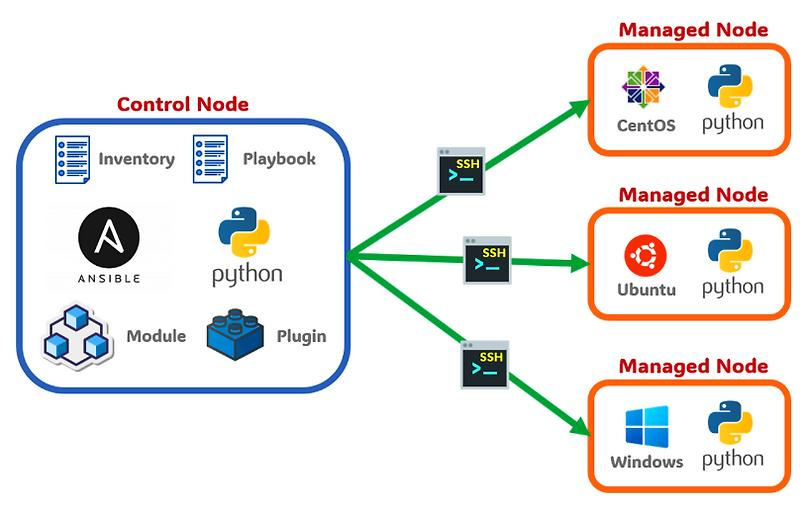 Control Node
Inventory
Playbook
ANSIBLE
python
Module
Plugin
SSH
>_
SSH
>_
SSH
>_
Managed Node
CentOS
python
Managed Node
Ubuntu
python
Managed Node
Windows
python